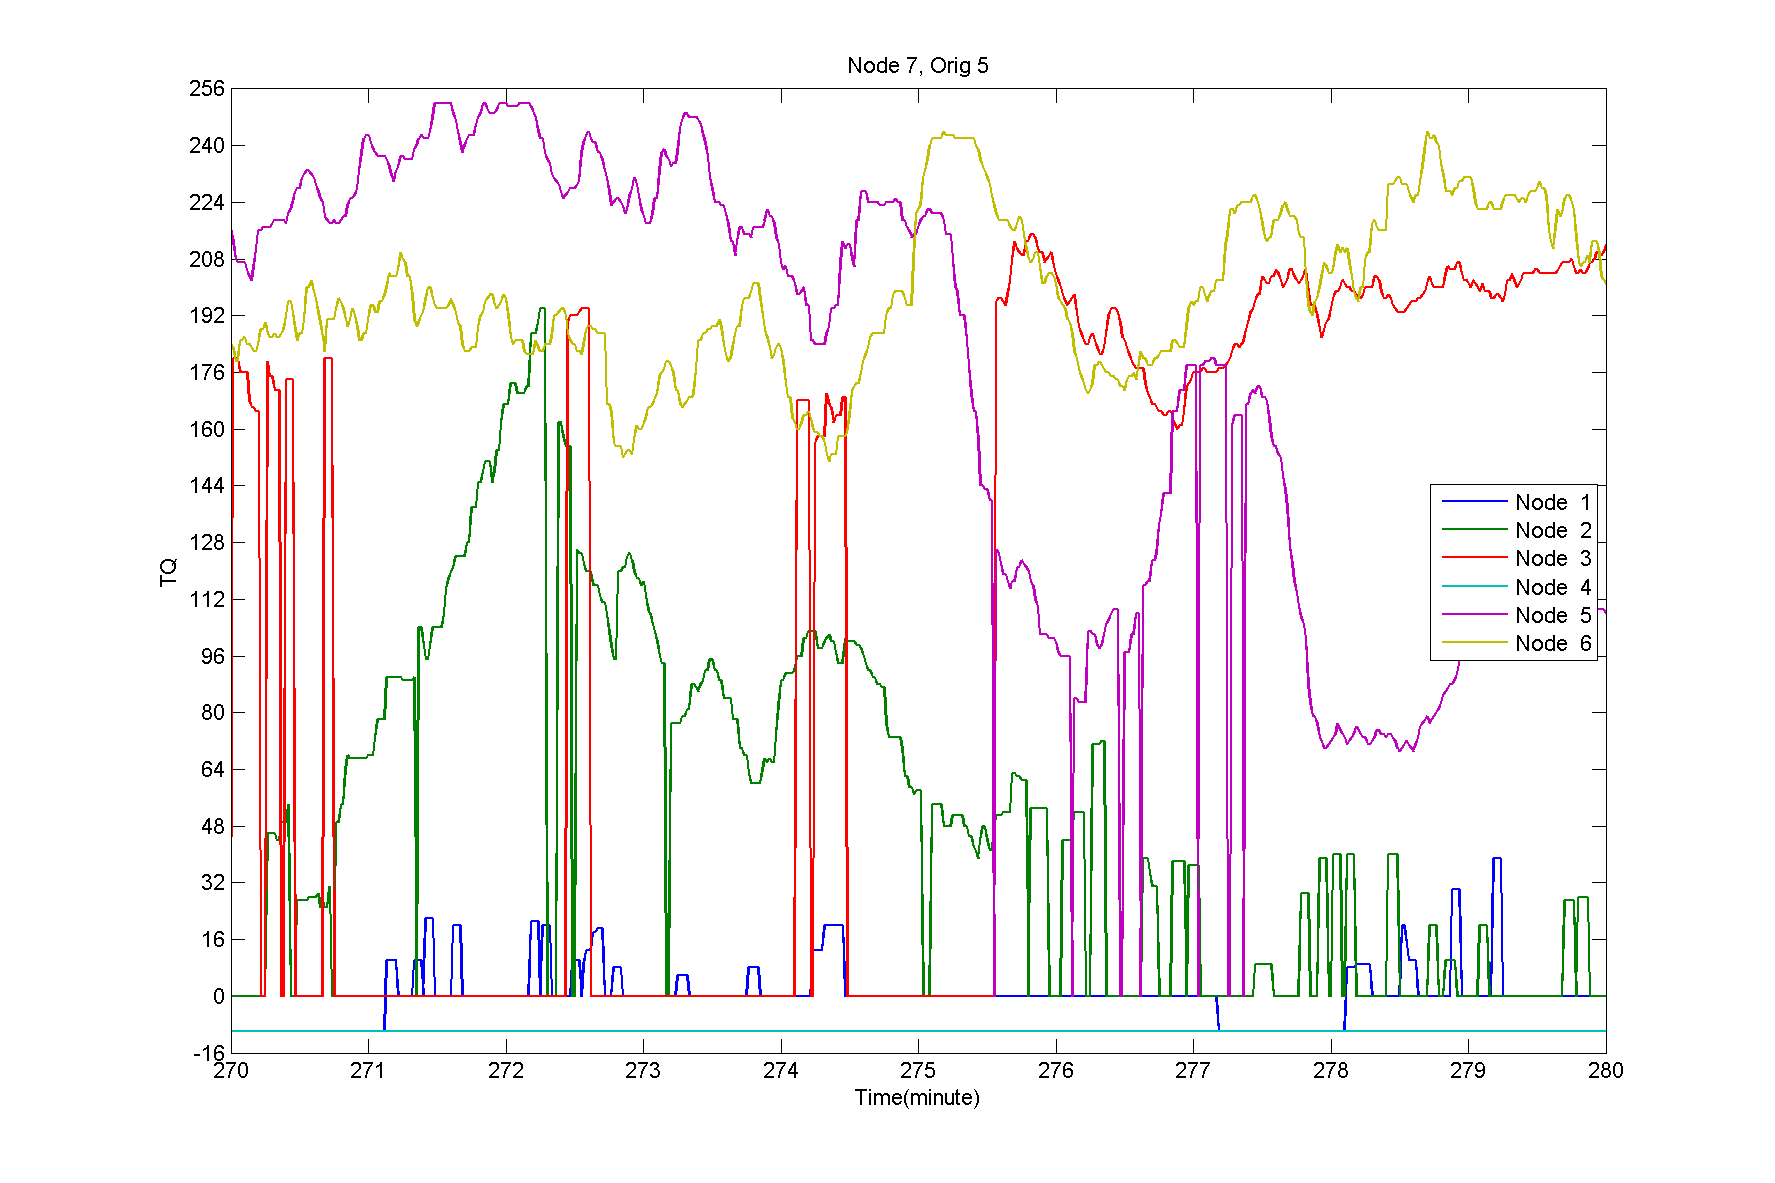 Node 7, Orig 5
256
240
224
208
192
176
160
144
128
112
96
80
64
48
32
16
0
-16
TQ
Node 1
Node 2
Node 3
Node 4
Node 5
Node 6
270 271 272 273 274 275 276 277 278 279 280
Time(minute)